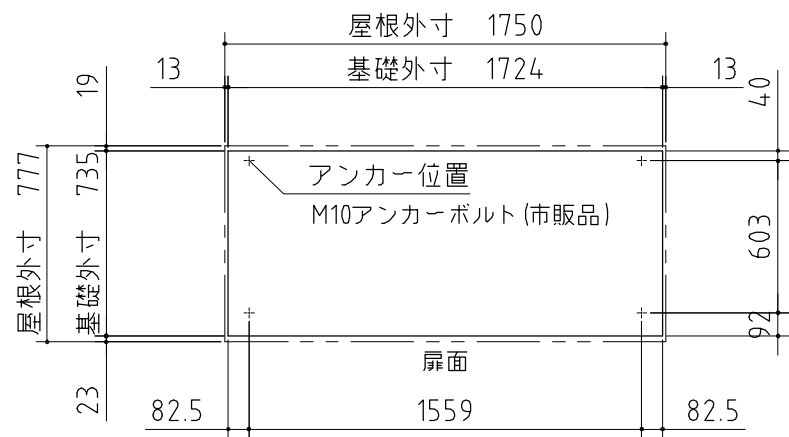 屋根外寸 1750
13 基礎外寸 1724 13
19
40
屋根外寸 777
基礎外寸 735
アンカー位置
M10アンカーボルト(市販品)
603
92
扉面
23
82.5 1559 82.5